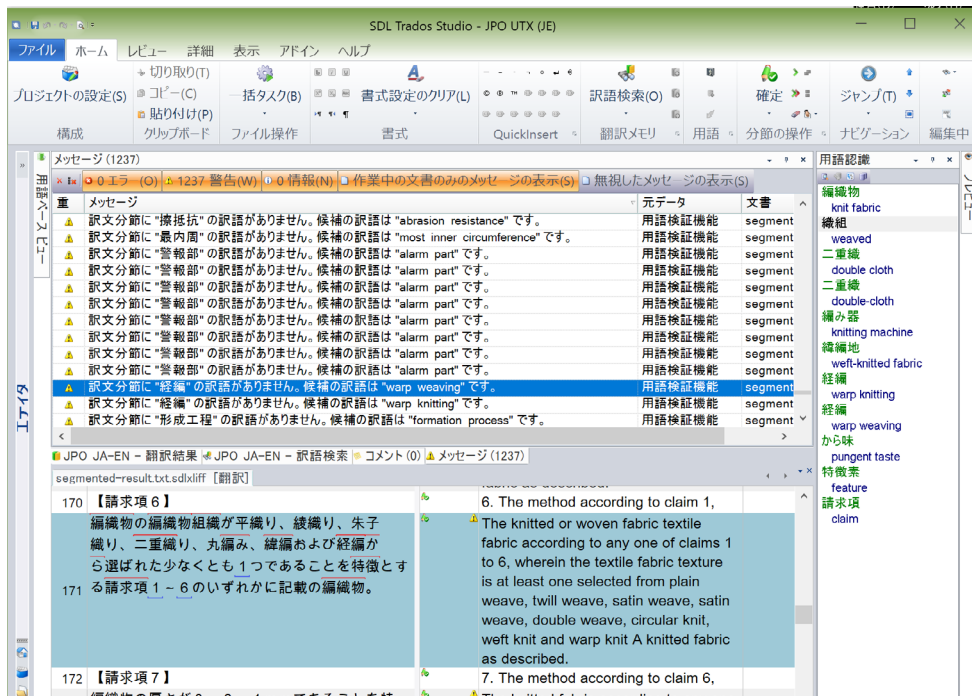 SDL Trados Studio - JPO UTX (JE)
ファイル ホーム レビュー 詳細 表示 アドイン ヘルプ
切り取り(T)
プロジェクトの設定(S) コピー(C) 一括タスク(B) 書式設定のクリア(L) 訳語検索(O) 確定 ジャンプ(T)
貼り付け(P)
構成 クリップボード ファイル操作 書式 QuickInsert 翻訳メモリ 用語 分節の操作 ナビゲーション 編集中
用語ベース ビュー
エディタ
メッセージ (1237)
0 エラー(O) 1237 警告(W) 0 情報(N) 作業中の文書のみのメッセージの表示(S) 無視したメッセージの表示(S)
重 メッセージ 元データ 文書
訳文分節に "擦抵抗" の訳語がありません。候補の訳語は "abrasion resistance" です。 用語検証機能 segment
訳文分節に "最内周" の訳語がありません。候補の訳語は "most inner circumference" です。 用語検証機能 segment
訳文分節に "警報部" の訳語がありません。候補の訳語は "alarm part" です。 用語検証機能 segment
訳文分節に "警報部" の訳語がありません。候補の訳語は "alarm part" です。 用語検証機能 segment
訳文分節に "警報部" の訳語がありません。候補の訳語は "alarm part" です。 用語検証機能 segment
訳文分節に "警報部" の訳語がありません。候補の訳語は "alarm part" です。 用語検証機能 segment
訳文分節に "警報部" の訳語がありません。候補の訳語は "alarm part" です。 用語検証機能 segment
訳文分節に "警報部" の訳語がありません。候補の訳語は "alarm part" です。 用語検証機能 segment
訳文分節に "警報部" の訳語がありません。候補の訳語は "alarm part" です。 用語検証機能 segment
訳文分節に "警報部" の訳語がありません。候補の訳語は "alarm part" です。 用語検証機能 segment
訳文分節に "経編" の訳語がありません。候補の訳語は "warp weaving" です。 用語検証機能 segment
訳文分節に "経編" の訳語がありません。候補の訳語は "warp knitting" です。 用語検証機能 segment
訳文分節に "形成工程" の訳語がありません。候補の訳語は "formation process" です。 用語検証機能 segment
JPO JA-EN - 翻訳結果 JPO JA-EN - 訳語検索 コメント (0) メッセージ (1237)
segmented-result.txt.sdlxliff [翻訳]
170 【請求項6】 6. The method according to claim 1,
171
編織物の編織物組織が平織り、綾織り、朱子
織り、二重織り、丸編み、緯編および経編か
ら選ばれた少なくとも1つであることを特徴とす
る請求項1～6のいずれかに記載の編織物。
The knitted or woven fabric textile
fabric according to any one of claims 1
to 6, wherein the textile fabric texture
is at least one selected from plain
weave, twill weave, satin weave, satin
weave, double weave, circular knit,
weft knit and warp knit A knitted fabric
as described.
172 【請求項7】 7. The method according to claim 6,
用語認識
編織物
knit fabric
織組
weaved
二重織
double cloth
二重織
double-cloth
編み器
knitting machine
緯編地
weft-knitted fabric
経編
warp knitting
経編
warp weaving
から味
pungent taste
特徴素
feature
請求項
claim